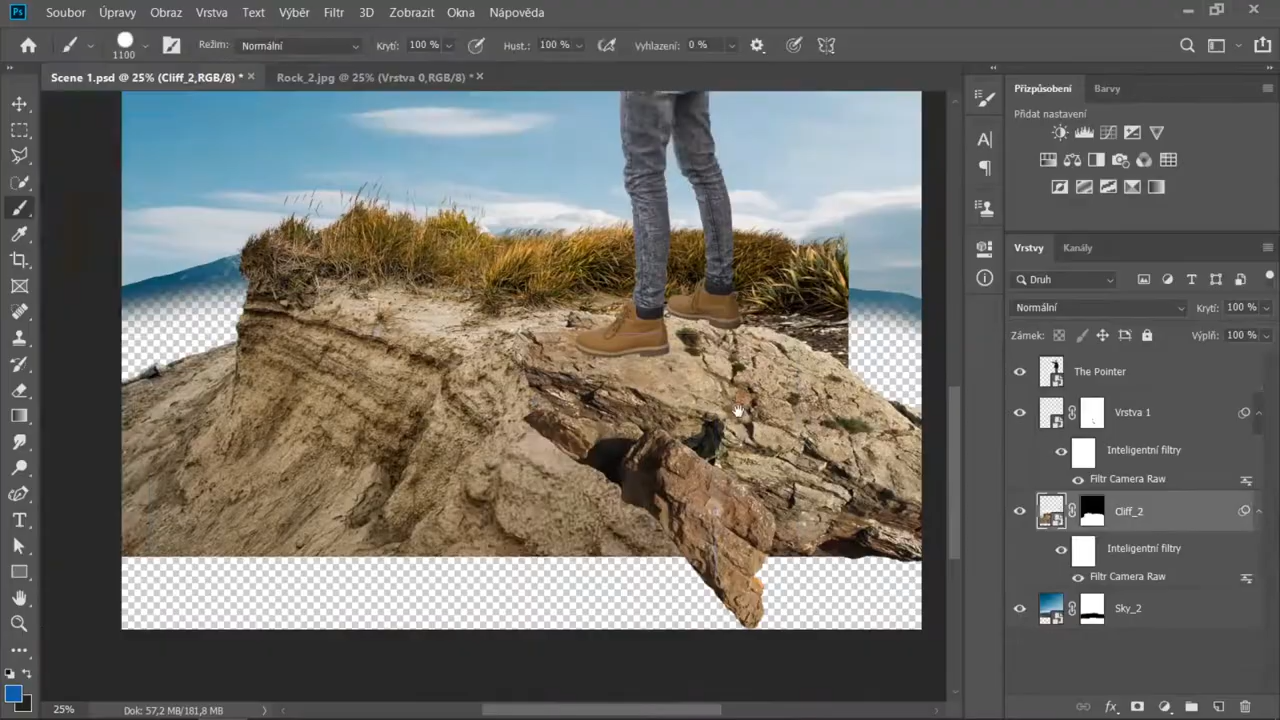 Ps Soubor Úpravy Obraz Vrstva Text Výběr Filtr 3D Zobrazit Okna Nápověda
1100 Režim: Normální Krytí: 100 % Hust.: 100 % Vyhlazení: 0 %
Scene 1.psd @ 25% (Cliff_2,RGB/8) * Rock_2.jpg @ 25% (Vrstva 0,RGB/8) *
Přizpůsobení Barvy
Přidat nastavení
Vrstvy Kanály
Druh
Normální Krytí: 100 %
Zámek: Výplň: 100 %
The Pointer
Vrstva 1
Inteligentní filtry
Filtr Camera Raw
Cliff_2
Inteligentní filtry
Filtr Camera Raw
Sky_2
25% Dok: 57,2 MB/181,8 MB